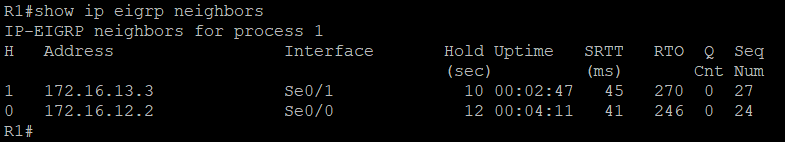 R1#show ip eigrp neighbors
IP-EIGRP neighbors for process 1
H   Address                 Interface       Hold Uptime   SRTT   RTO  Q  Seq
                                            (sec)         (ms)       Cnt Num
1   172.16.13.3             Se0/1             10 00:02:47   45   270  0  27
0   172.16.12.2             Se0/0             12 00:04:11   41   246  0  24
R1#